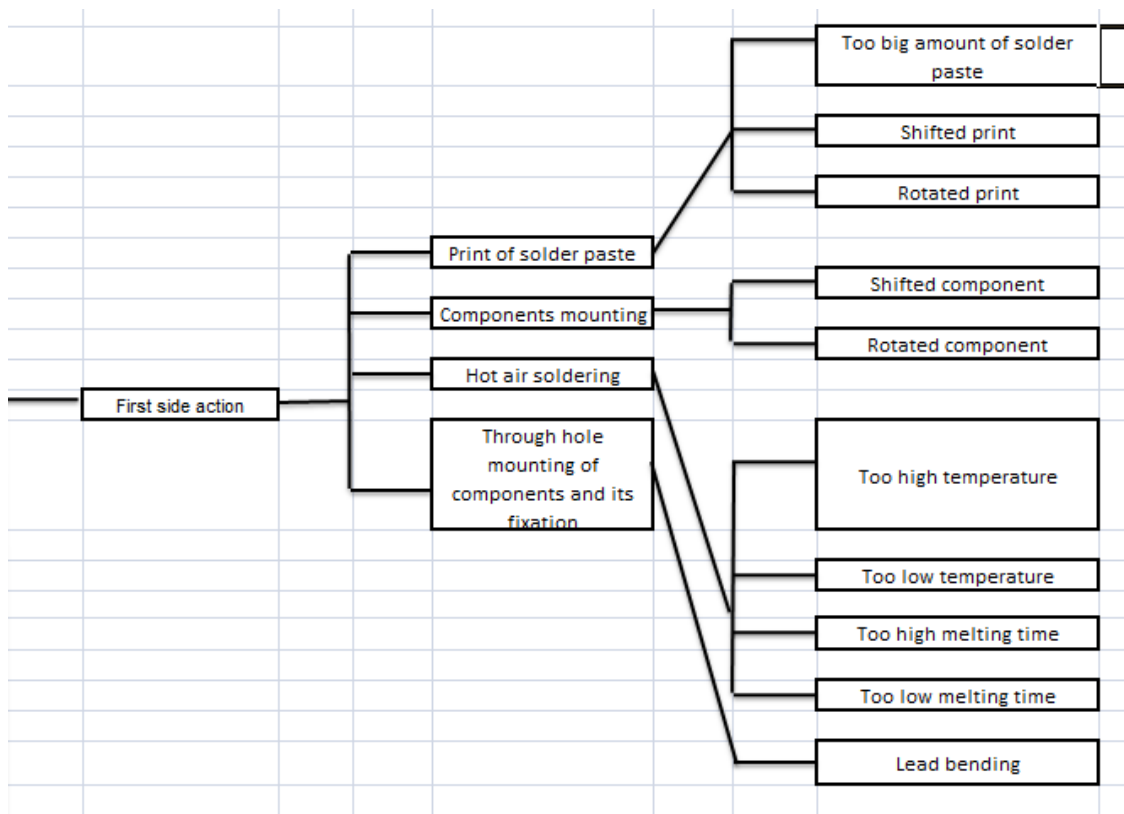 Too big amount of solder
paste
Shifted print
Rotated print
Print of solder paste
Shifted component
Components mounting
Rotated component
Hot air soldering
First side action
Through hole
mounting of
components and its
fixation
Too high temperature
Too low temperature
Too high melting time
Too low melting time
Lead bending